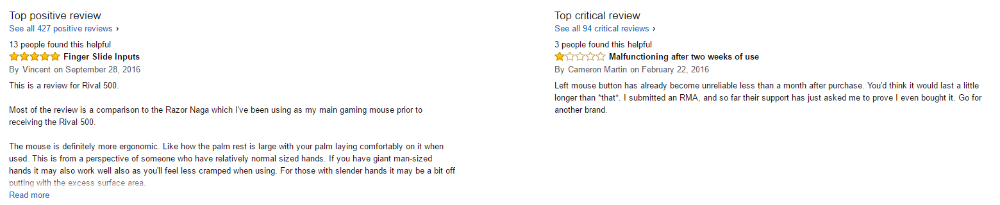 Top positive review
See all 427 positive reviews ›
13 people found this helpful
Finger Slide Inputs
By Vincent on September 28, 2016
This is a review for Rival 500.
Most of the review is a comparison to the Razor Naga which I've been using as my main gaming mouse prior to
receiving the Rival 500.
The mouse is definitely more ergonomic. Like how the palm rest is large with your palm laying comfortably on it when
used. This is from a perspective of someone who have relatively normal sized hands. If you have giant man-sized
hands it may also work well also as you'll feel less cramped when using. For those with slender hands it may be a bit off
putting with the excess surface area.
Read more
Top critical review
See all 94 critical reviews ›
3 people found this helpful
Malfunctioning after two weeks of use
By Cameron Martin on February 22, 2016
Left mouse button has already become unreliable less than a month after purchase. You'd think it would last a little
longer than *that*. I submitted an RMA, and so far their support has just asked me to prove I even bought it. Go for
another brand.